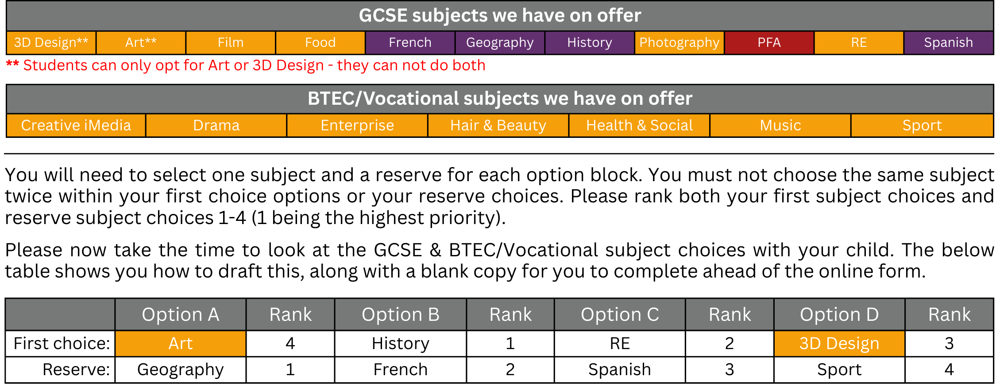 GCSE subjects we have on offer
3D Design** Art** Film Food French Geography History Photography PFA RE Spanish
** Students can only opt for Art or 3D Design - they can not do both
BTEC/Vocational subjects we have on offer
Creative iMedia Drama Enterprise Hair & Beauty Health & Social Music Sport
You will need to select one subject and a reserve for each option block. You must not choose the same subject
twice within your first choice options or your reserve choices. Please rank both your first subject choices and
reserve subject choices 1-4 (1 being the highest priority).
Please now take the time to look at the GCSE & BTEC/Vocational subject choices with your child. The below
table shows you how to draft this, along with a blank copy for you to complete ahead of the online form.
Option A Rank Option B Rank Option C Rank Option D Rank
First choice: Art 4 History 1 RE 2 3D Design 3
Reserve: Geography 1 French 2 Spanish 3 Sport 4